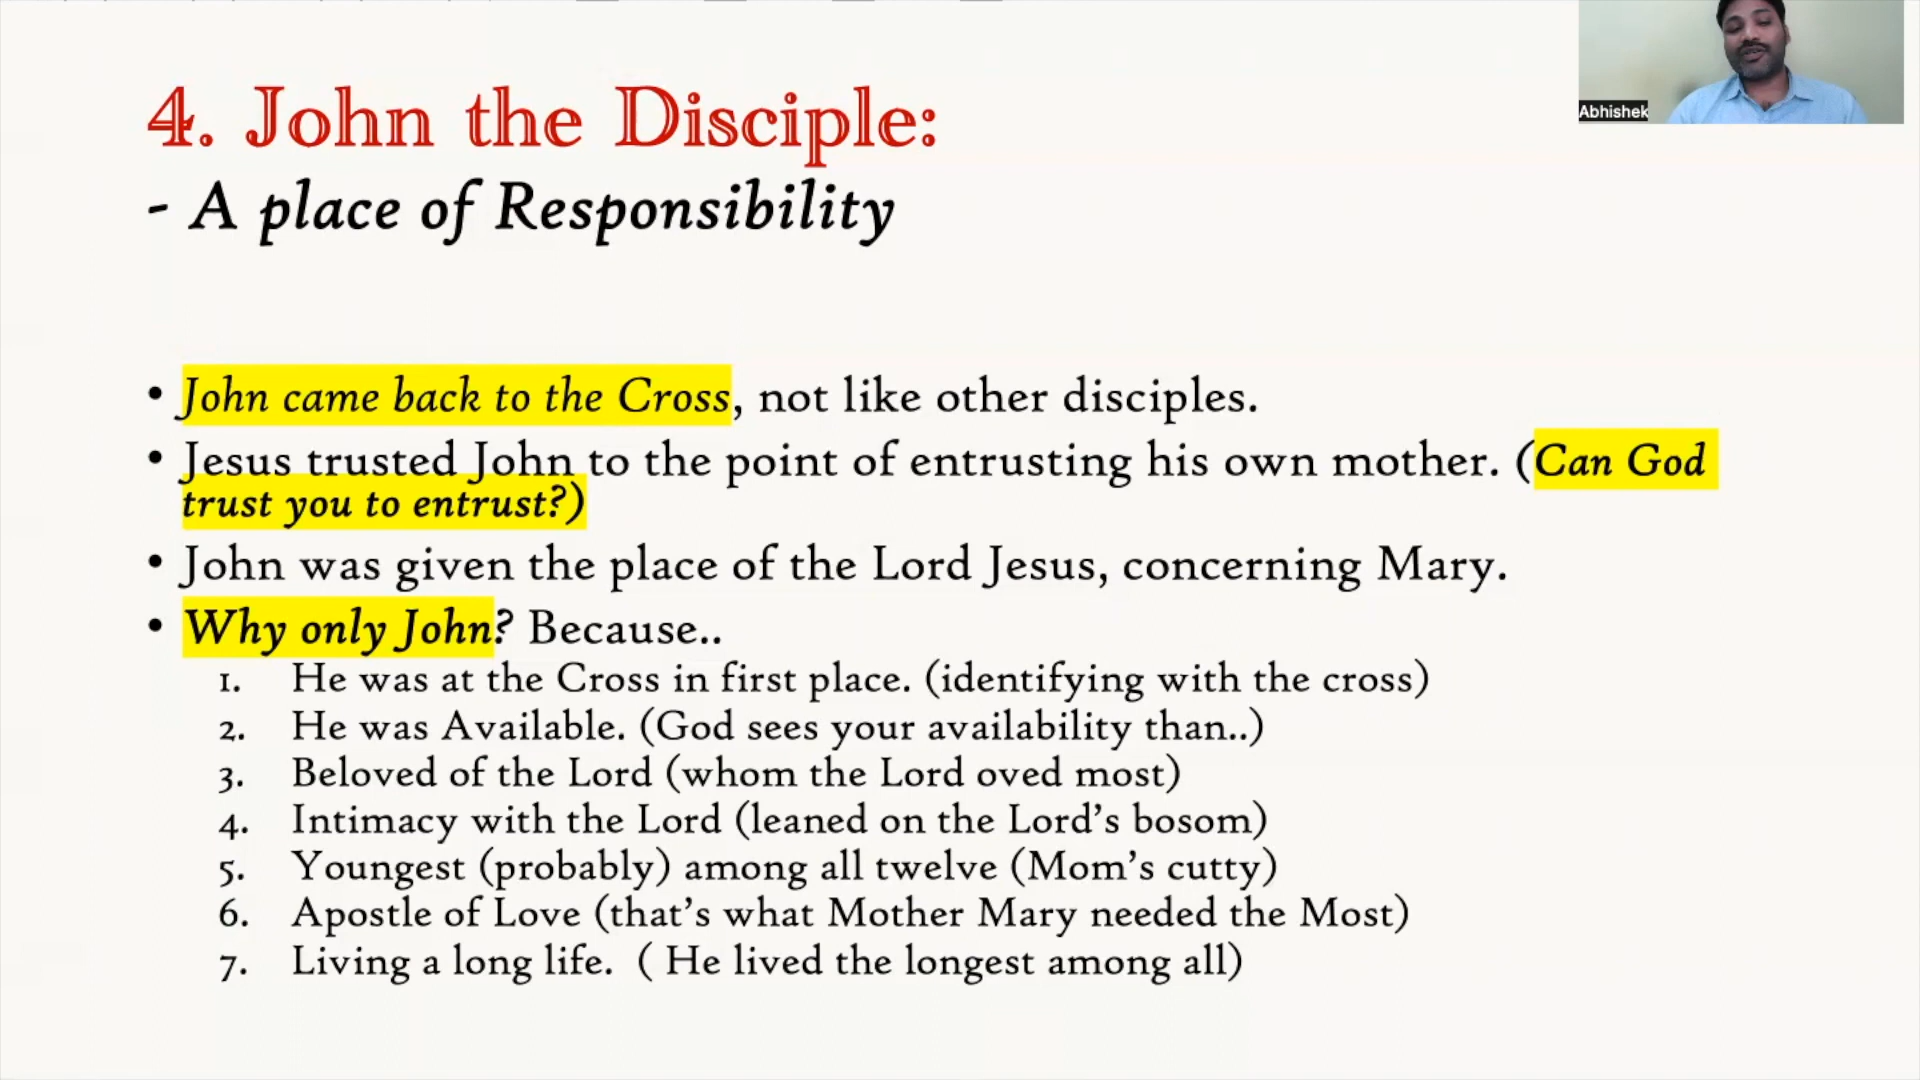 Abhishek
4. John the Disciple:
- A place of Responsibility
• John came back to the Cross, not like other disciples.
• Jesus trusted John to the point of entrusting his own mother. (Can God
trust you to entrust?)
• John was given the place of the Lord Jesus, concerning Mary.
• Why only John? Because..
1. He was at the Cross in first place. (identifying with the cross)
2. He was Available. (God sees your availability than..)
3. Beloved of the Lord (whom the Lord oved most)
4. Intimacy with the Lord (leaned on the Lord’s bosom)
5. Youngest (probably) among all twelve (Mom’s cutty)
6. Apostle of Love (that’s what Mother Mary needed the Most)
7. Living a long life. ( He lived the longest among all)